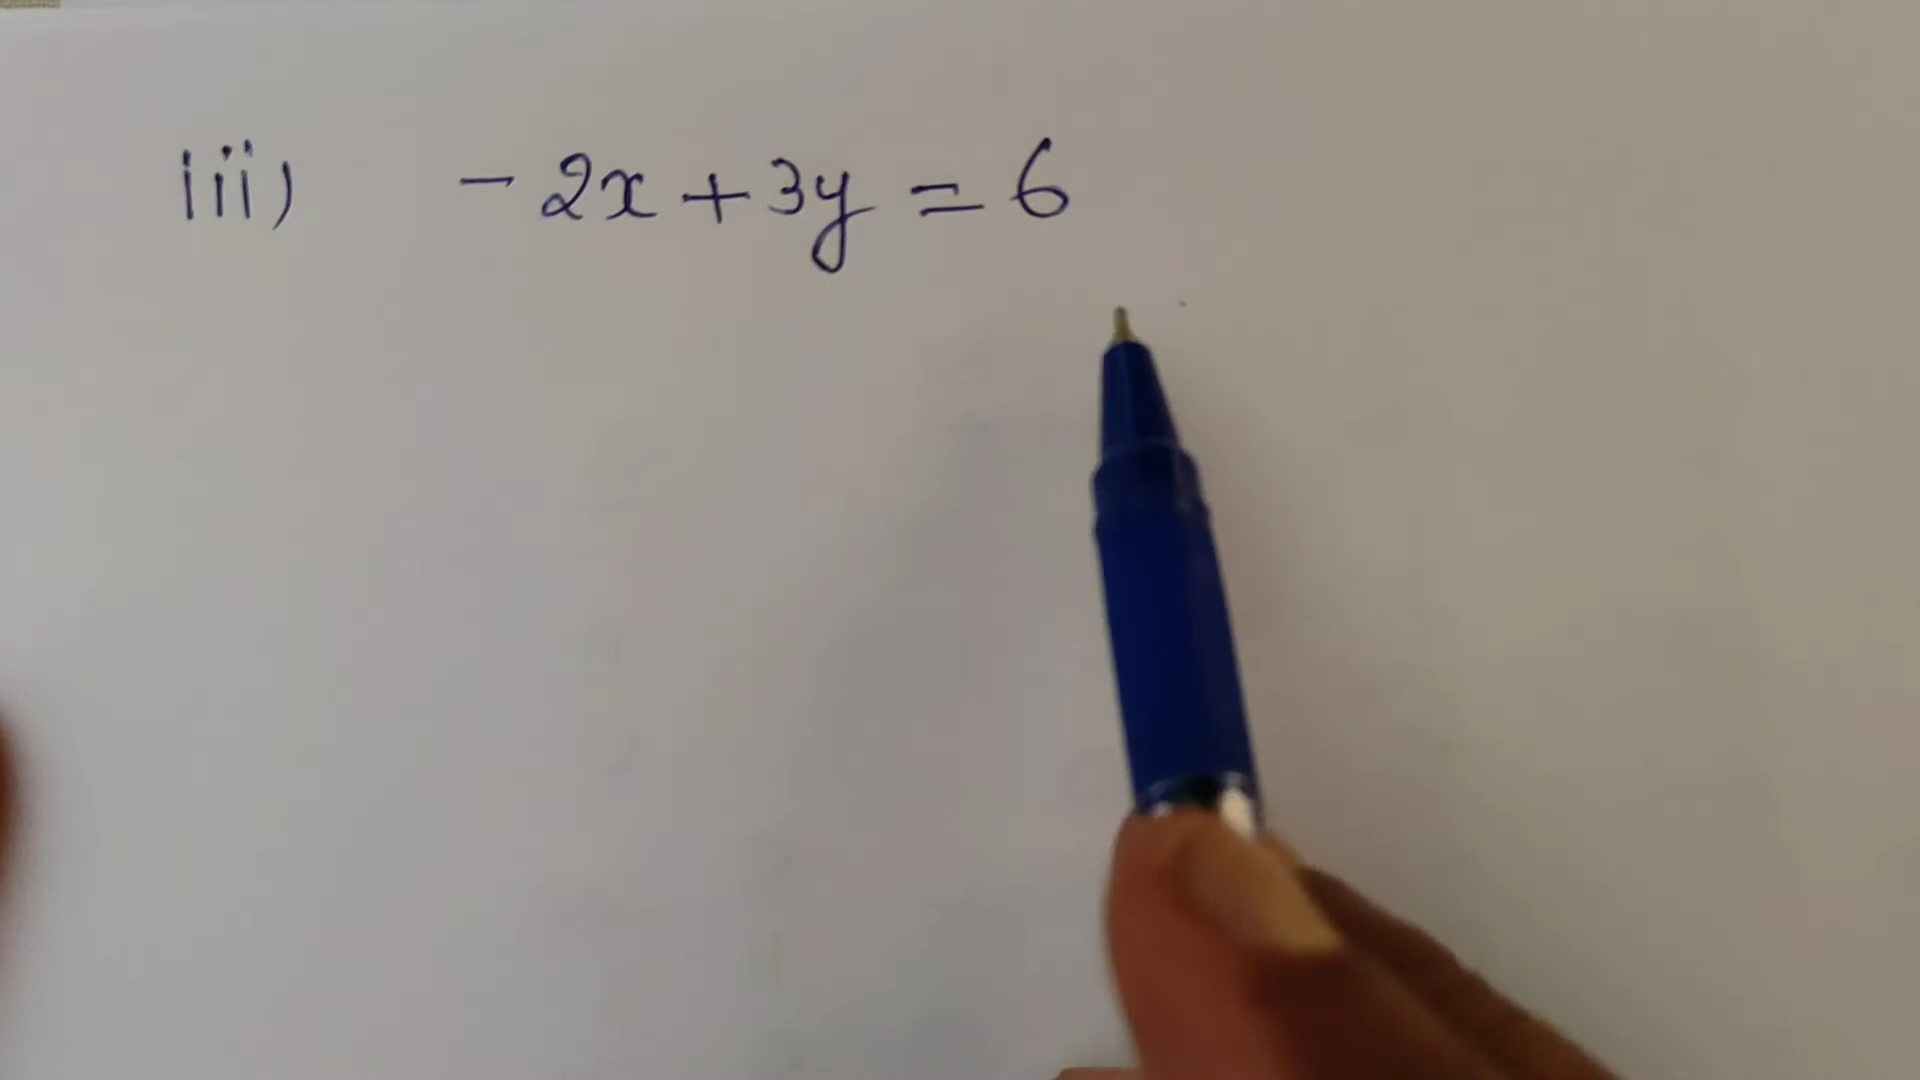 iii) -2x + 3y = 6